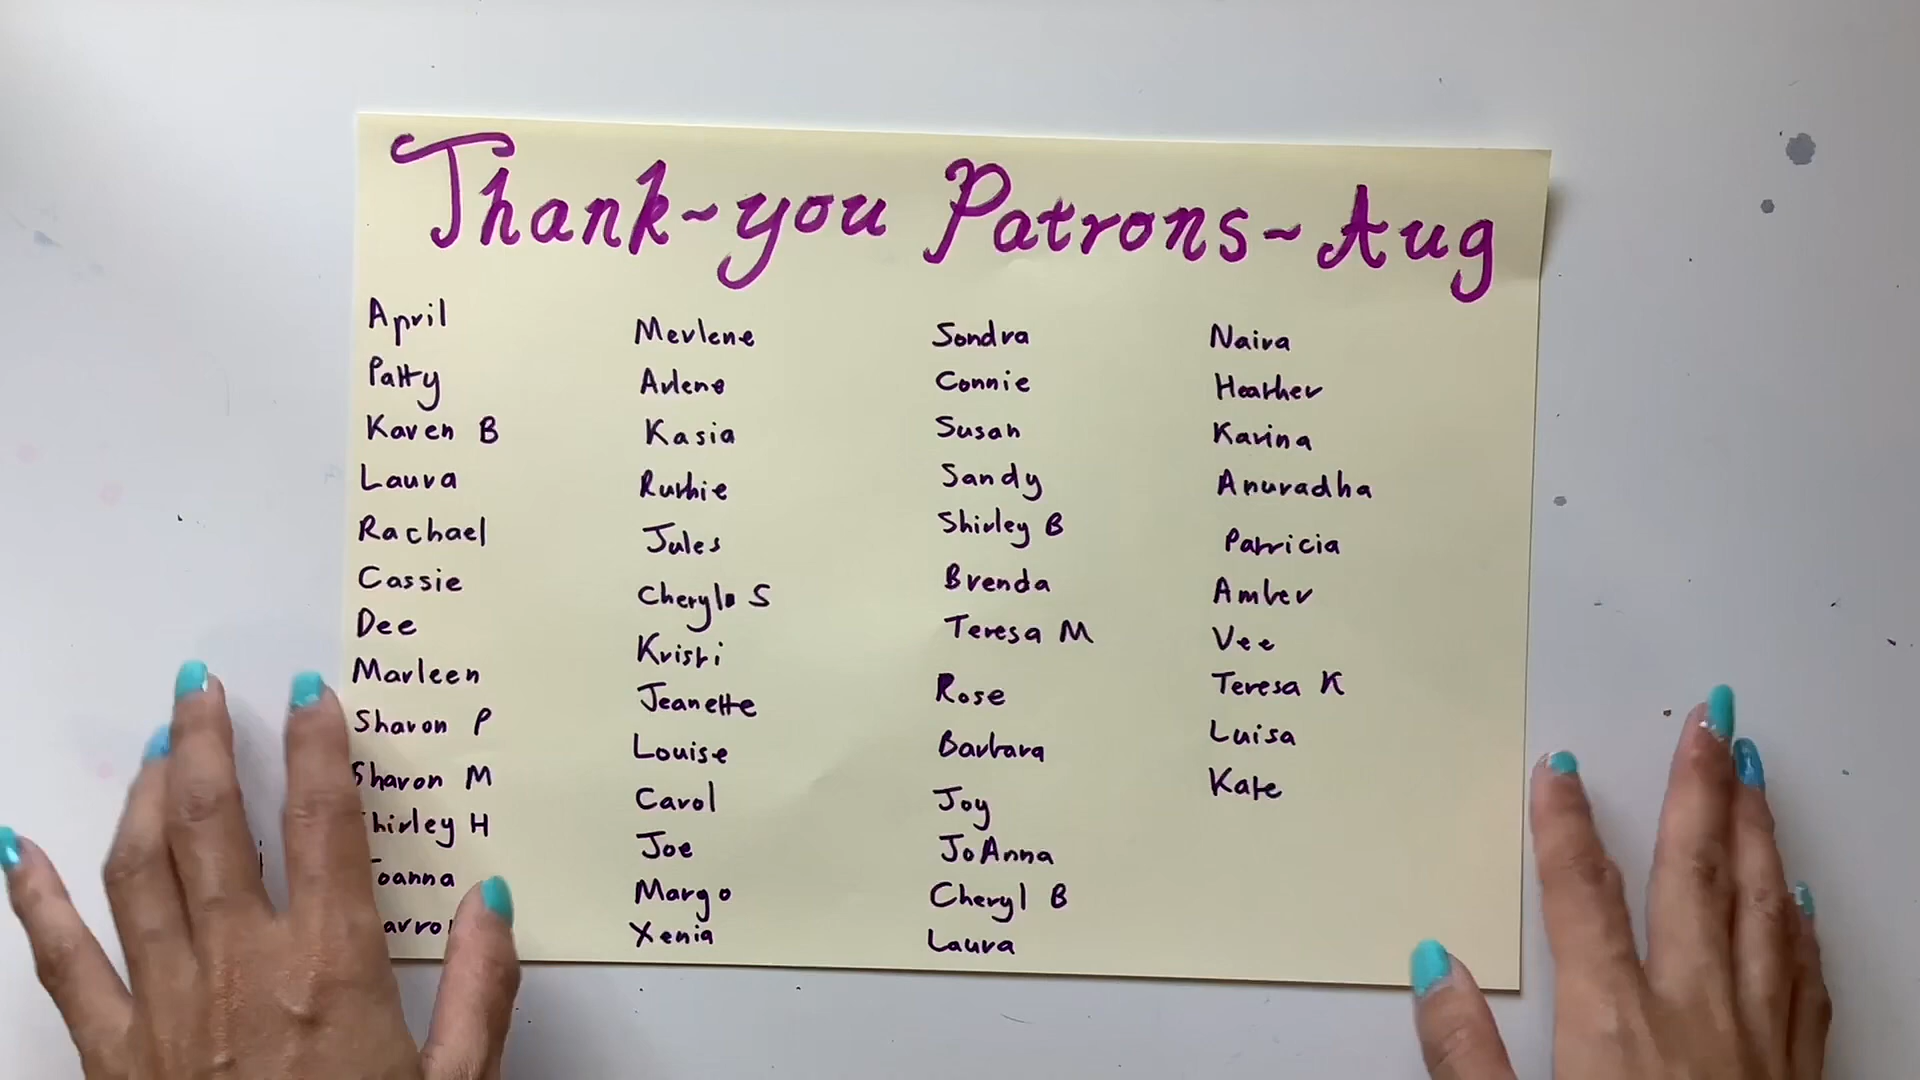 Thank-you Patrons~Aug
April
Patty
Karen B
Laura
Rachael
Cassie
Dee
Marleen
Sharon P
Sharon M
Shirley H
Joanna
Merlene
Arlene
Kasia
Ruthie
Jules
Cheryl S
Kristi
Jeanette
Louise
Carol
Joe
Margo
Xenia
Sondra
Connie
Susan
Sandy
Shirley B
Brenda
Teresa M
Rose
Barbara
Joy
JoAnna
Cheryl B
Laura
Naira
Heather
Karina
Anuradha
Patricia
Amber
Vee
Teresa K
Luisa
Kate